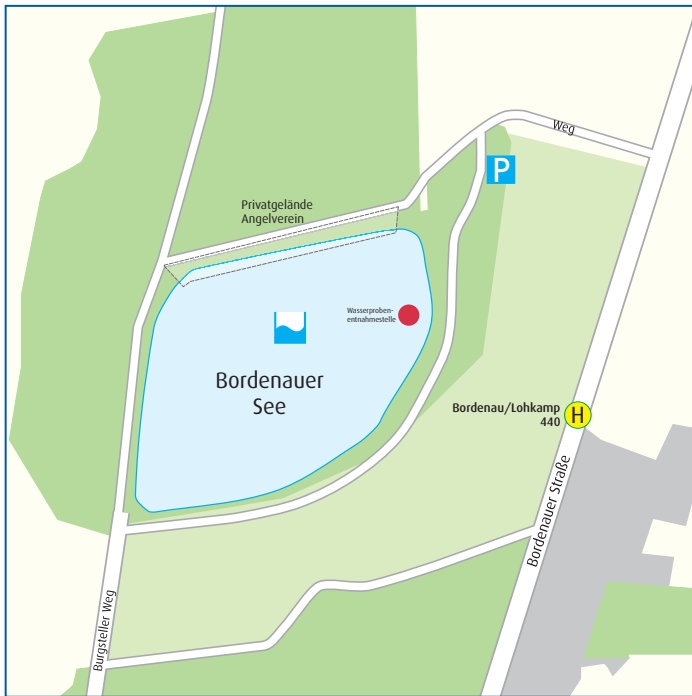 Weg
P
Privatgelände
Angelverein
Wasserproben-
entnahmestelle
Bordenauer
See
Bordenau/Lohkamp
440
H
Bordenauer Straße
Burgsteller Weg